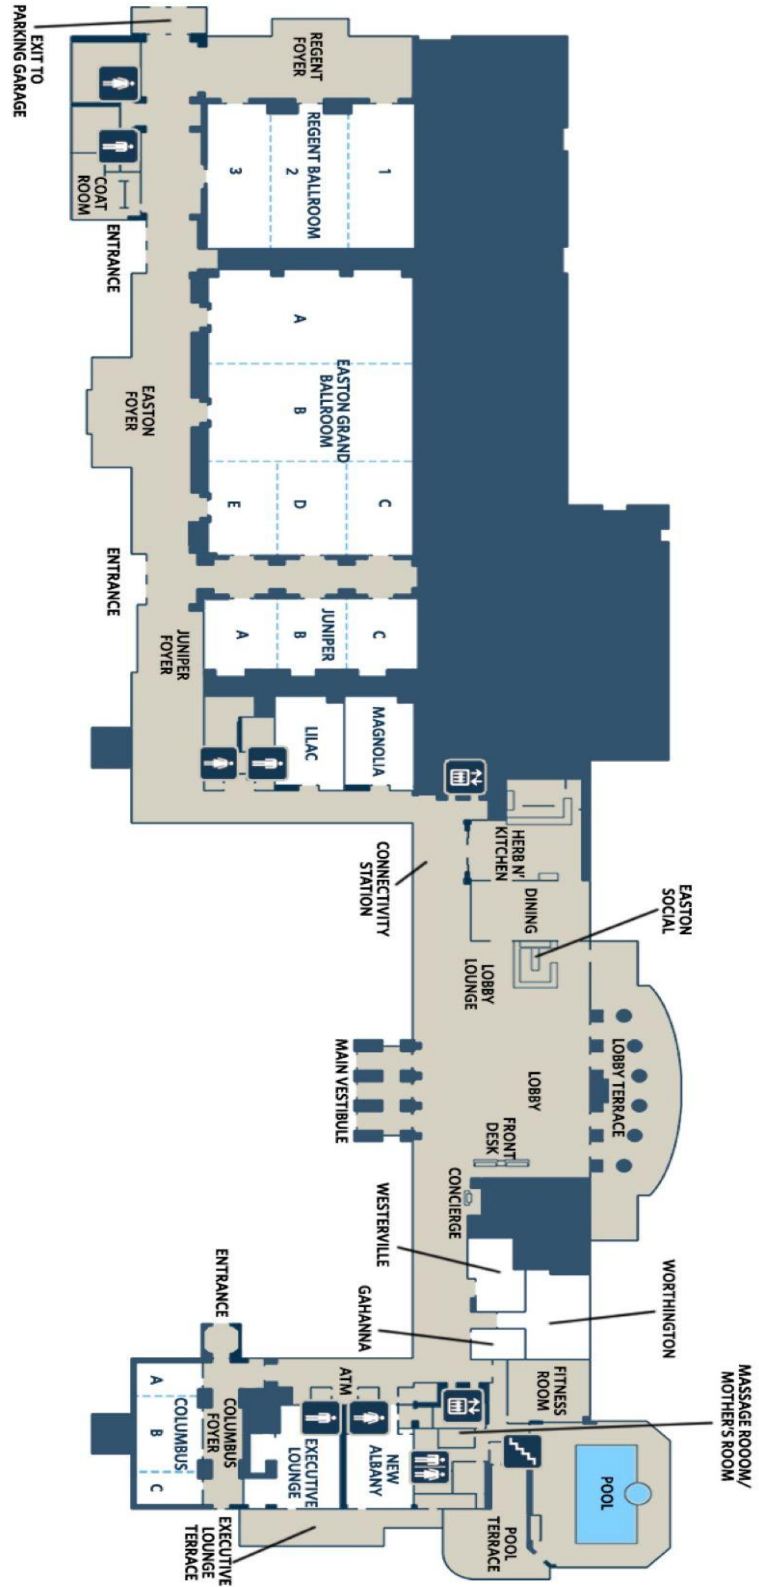 EXIT TO
PARKING GARAGE
REGENT
FOYER
REGENT BALLROOM
1
2
3
COAT
ROOM
ENTRANCE
EASTON
FOYER
EASTON GRAND
BALLROOM
A
B
C
D
E
ENTRANCE
JUNIPER
FOYER
JUNIPER
A
B
C
LILAC
MAGNOLIA
CONNECTIVITY
STATION
HERB N'
KITCHEN
DINING
EASTON
SOCIAL
LOBBY
LOUNGE
LOBBY
LOBBY TERRACE
MAIN VESTIBULE
FRONT
DESK
CONCIERGE
WESTERVILLE
GAHANNA
WORTHINGTON
FITNESS
ROOM
MASSAGE ROOOM/
MOTHER'S ROOM
POOL
POOL
TERRACE
ENTRANCE
ATM
COLUMBUS
FOYER
COLUMBUS
A
B
C
EXECUTIVE
LOUNGE
NEW
ALBANY
EXECUTIVE
LOUNGE
TERRACE